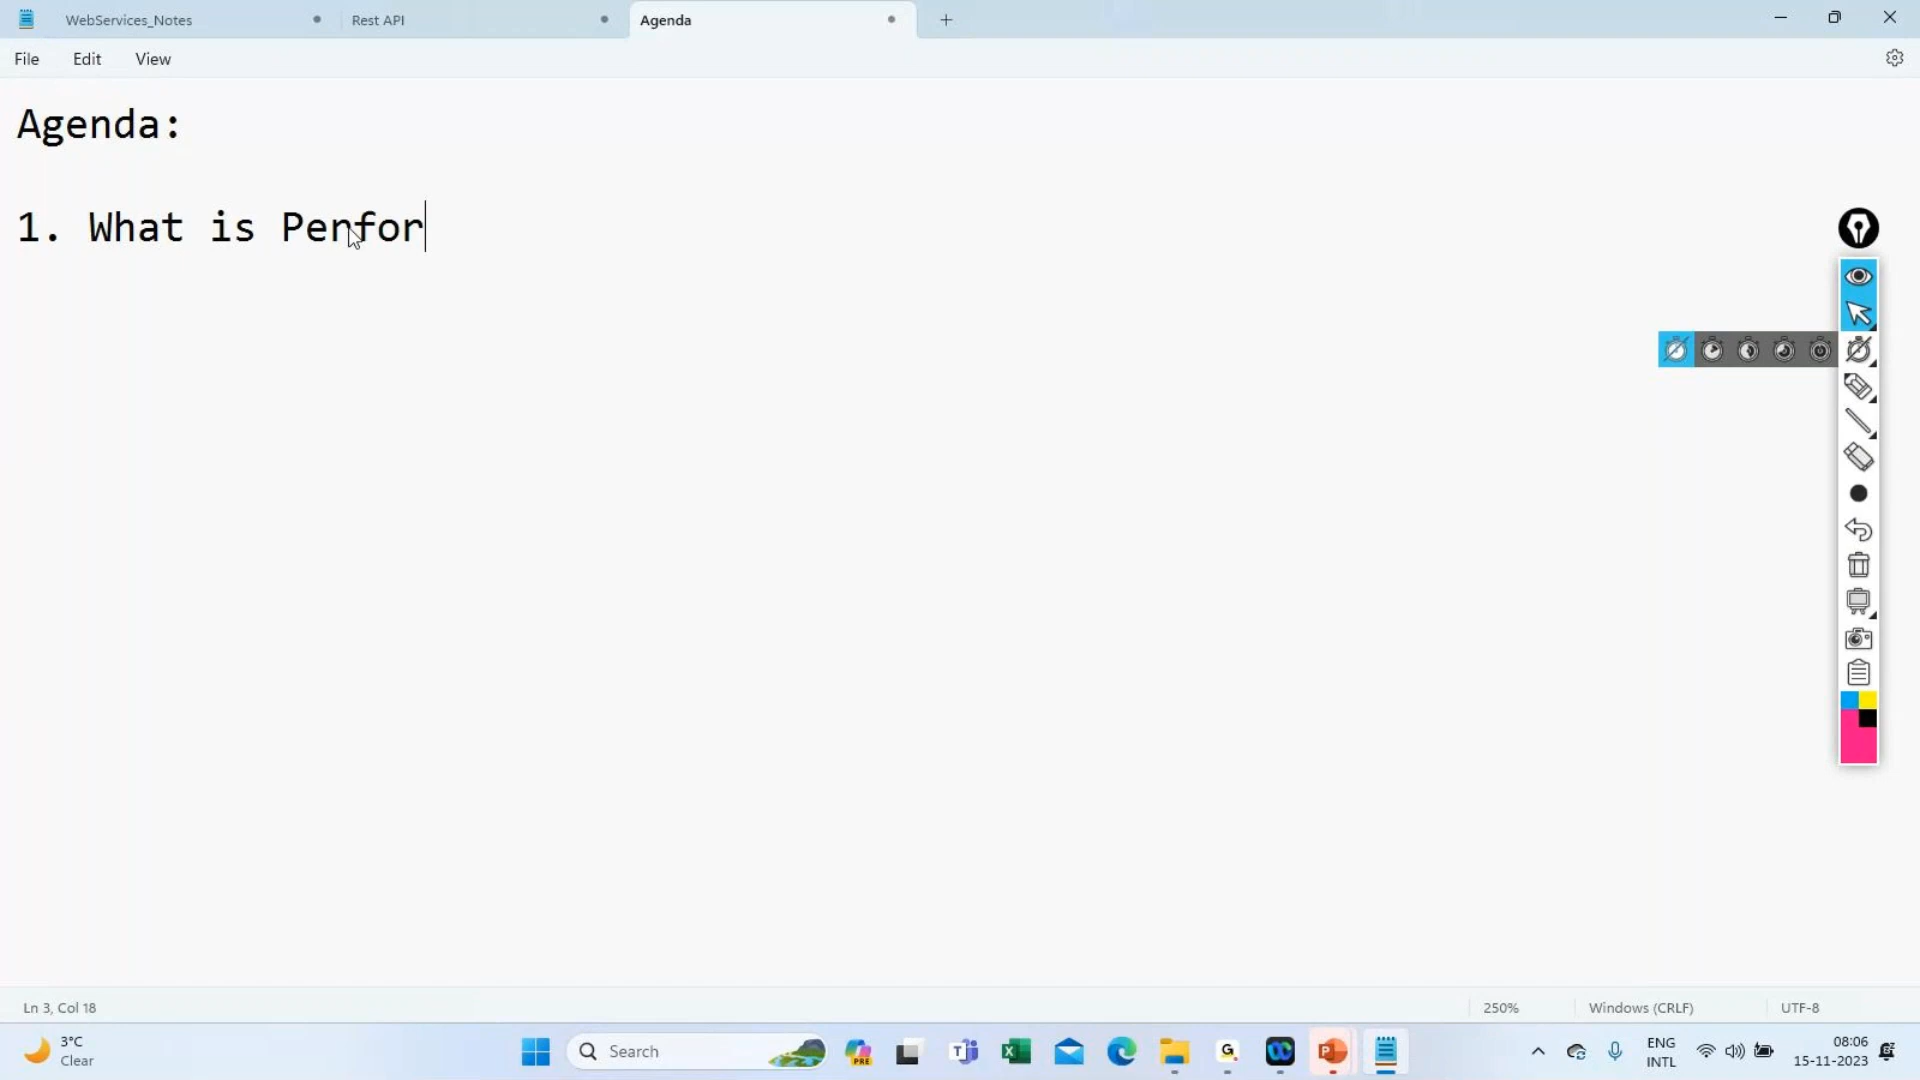 WebServices_Notes
Rest API
Agenda
File
Edit
View
Agenda:
1. What is Perfor
Ln 3, Col 18
250%
Windows (CRLF)
UTF-8
3°C
Clear
Search
PRE
ENG
INTL
08:06
15-11-2023